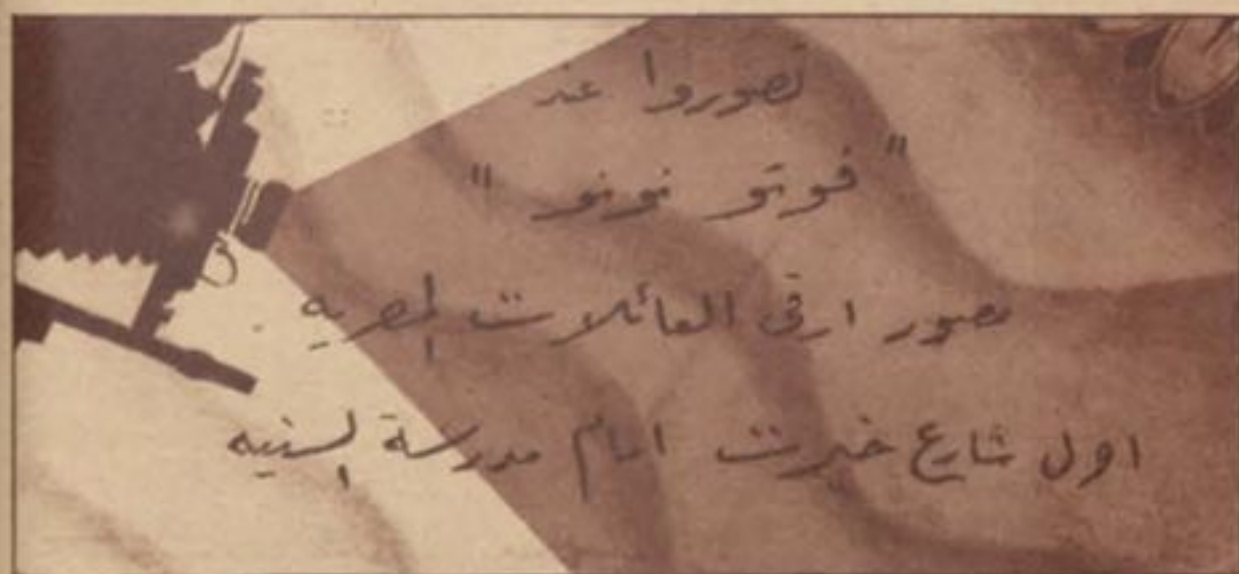 تصوروا عند
"فوتو نونو"
مصور ارقى العائلات المصريه
اول شارع خيرت امام مدرسة السنيه